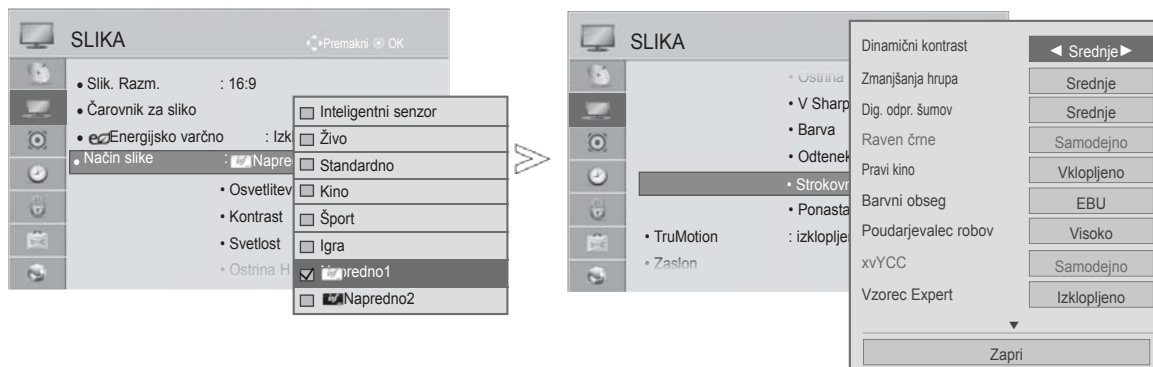 SLIKA
Premakni OK
• Slik. Razm. : 16:9
• Čarovnik za sliko
• Energijsko varčno : Izk
• Način slike : Napre
• Osvetlitev
• Kontrast
• Svetlost
• Ostrina H
Inteligentni senzor
Živo
Standardno
Kino
Šport
Igra
Napredno1
Napredno2
SLIKA
• Ostrina
• V Sharp
• Barva
• Odtenek
• Strokovn
• Ponasta
• TruMotion : izklopljen
• Zaslon
Dinamični kontrast ◄ Srednje►
Zmanjšanja hrupa Srednje
Dig. odpr. šumov Srednje
Raven črne Samodejno
Pravi kino Vklopljeno
Barvni obseg EBU
Poudarjevalec robov Visoko
xvYCC Samodejno
Vzorec Expert Izklopljeno
▼
Zapri